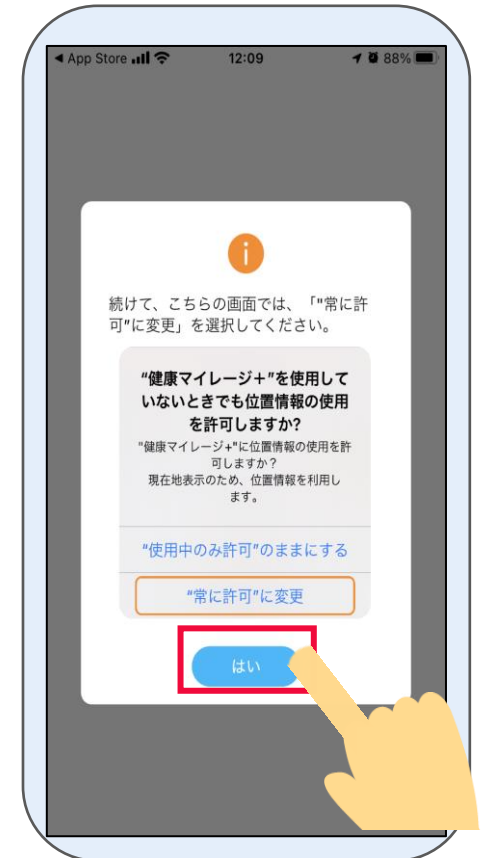 ◀ App Store 12:09 88%
続けて、こちらの画面では、「"常に許
可"に変更」を選択してください。
“健康マイレージ＋”を使用して
いないときでも位置情報の使用
を許可しますか?
"健康マイレージ+"に位置情報の使用を許
可しますか？
現在地表示のため、位置情報を利用し
ます。
“使用中のみ許可”のままにする
“常に許可”に変更
はい